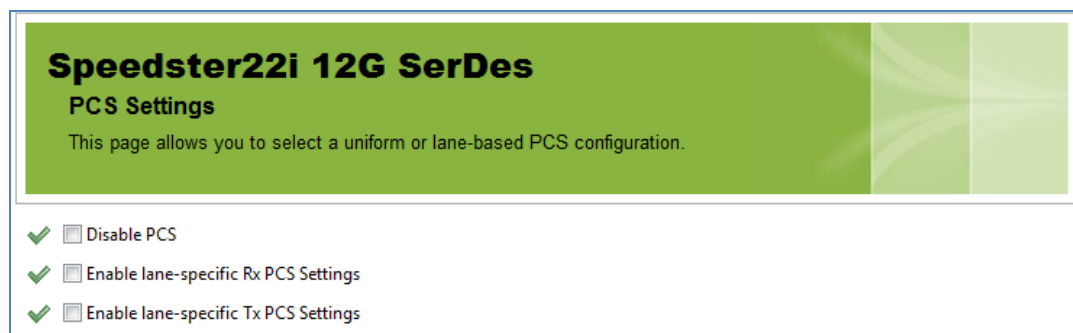 Speedster22i 12G SerDes
PCS Settings
This page allows you to select a uniform or lane-based PCS configuration.
Disable PCS
Enable lane-specific Rx PCS Settings
Enable lane-specific Tx PCS Settings